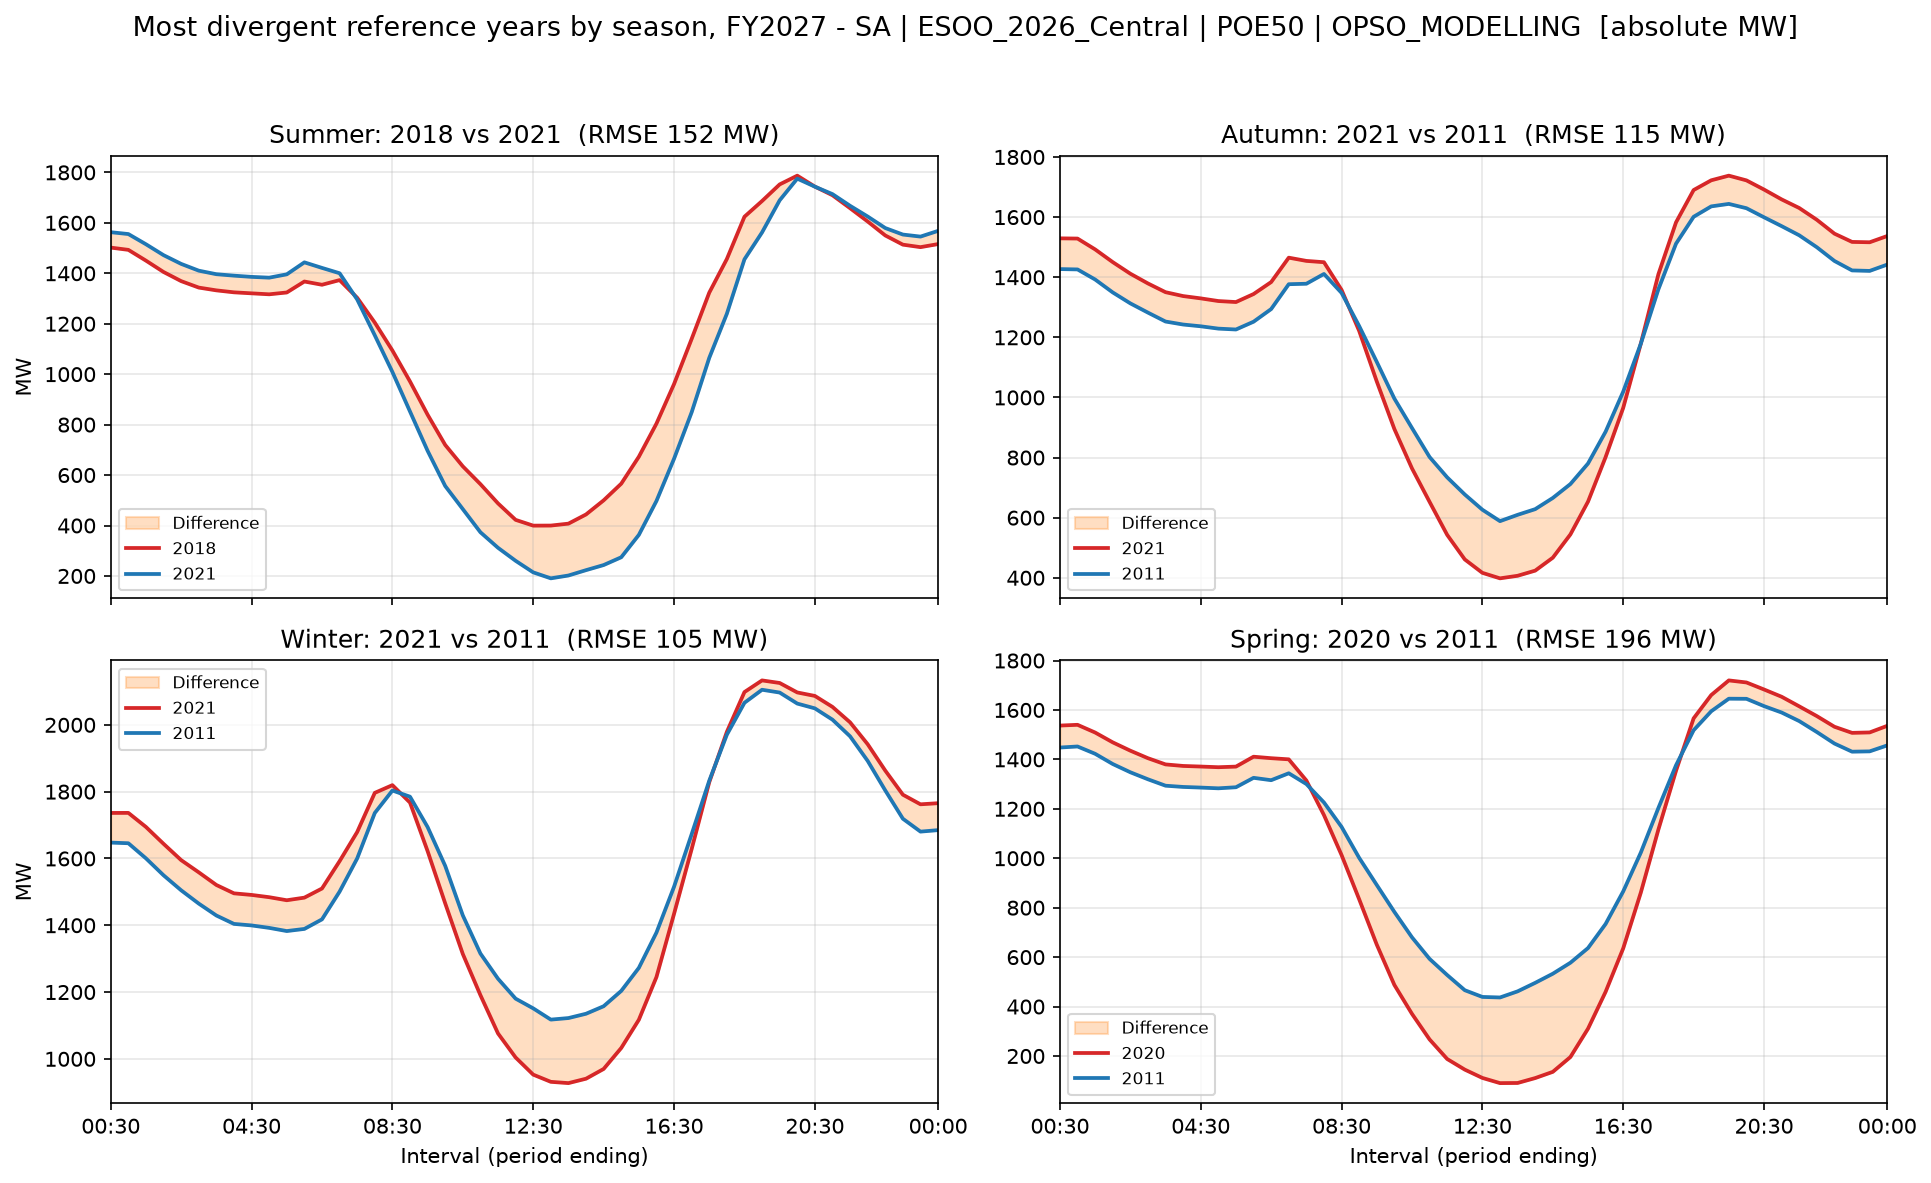 Most divergent reference years by season, FY2027 - SA | ESOO_2026_Central | POE50 | OPSO_MODELLING  [absolute MW]
Summer: 2018 vs 2021  (RMSE 152 MW)
1800
1600
1400
1200
1000
800
600
400
200
MW
Difference
2018
2021
Autumn: 2021 vs 2011  (RMSE 115 MW)
1800
1600
1400
1200
1000
800
600
400
Difference
2021
2011
Winter: 2021 vs 2011  (RMSE 105 MW)
Difference
2021
2011
2000
1800
1600
1400
1200
1000
MW
00:30 04:30 08:30 12:30 16:30 20:30 00:00
Interval (period ending)
Spring: 2020 vs 2011  (RMSE 196 MW)
1800
1600
1400
1200
1000
800
600
400
200
Difference
2020
2011
00:30 04:30 08:30 12:30 16:30 20:30 00:00
Interval (period ending)